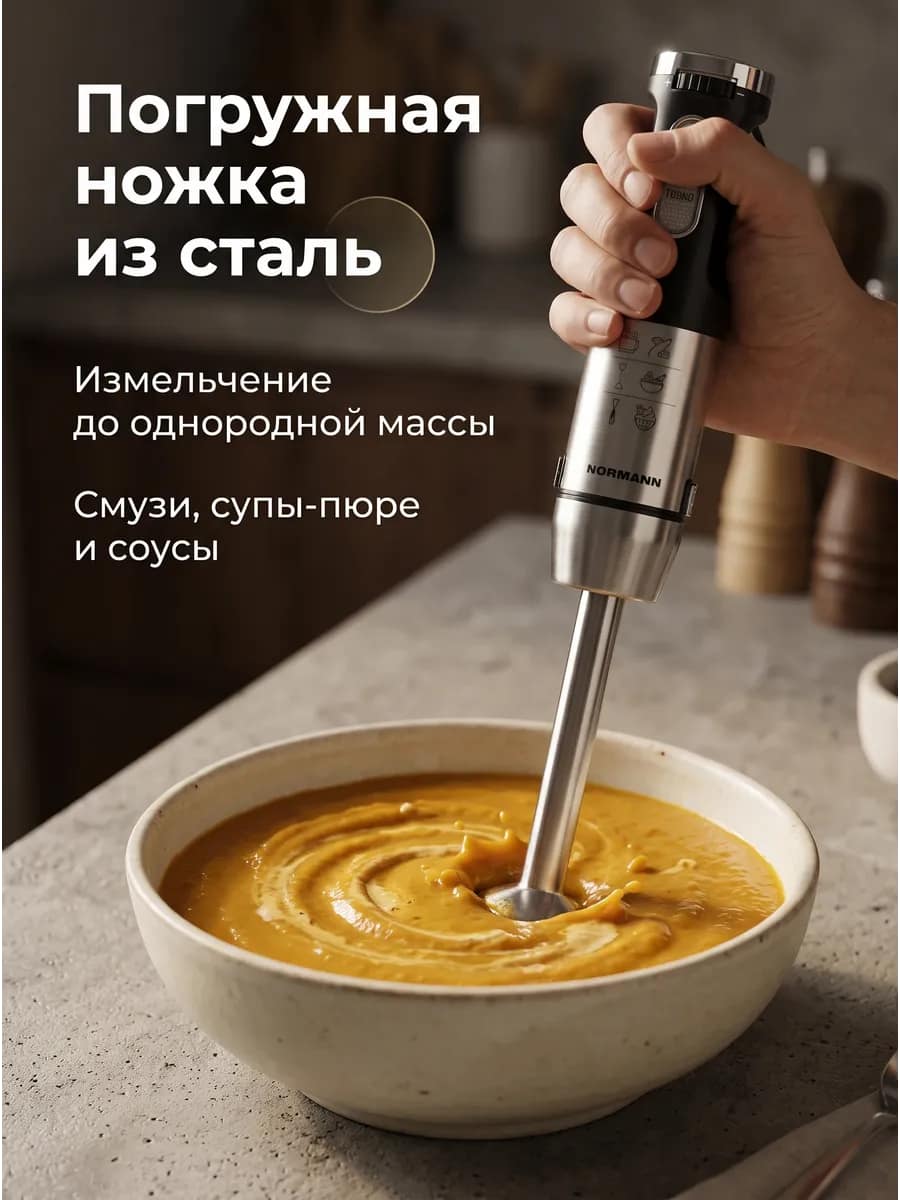 Погружная
ножка
из сталь
Измельчение
до однородной массы
Смузи, супы-пюре
и соусы
NORMANN